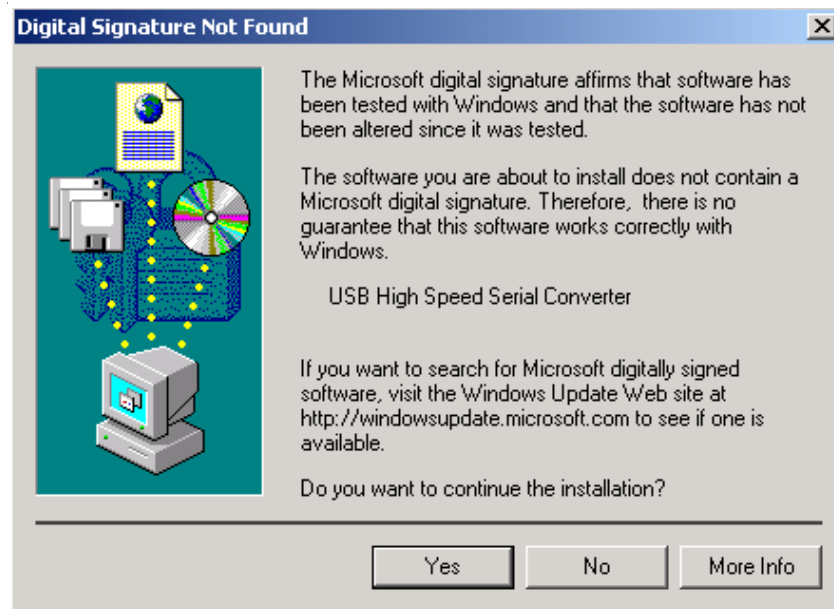 Digital Signature Not Found
The Microsoft digital signature affirms that software has
been tested with Windows and that the software has not
been altered since it was tested.
The software you are about to install does not contain a
Microsoft digital signature. Therefore, there is no
guarantee that this software works correctly with
Windows.
USB High Speed Serial Converter
If you want to search for Microsoft digitally signed
software, visit the Windows Update Web site at
http://windowsupdate.microsoft.com to see if one is
available.
Do you want to continue the installation?
Yes No More Info